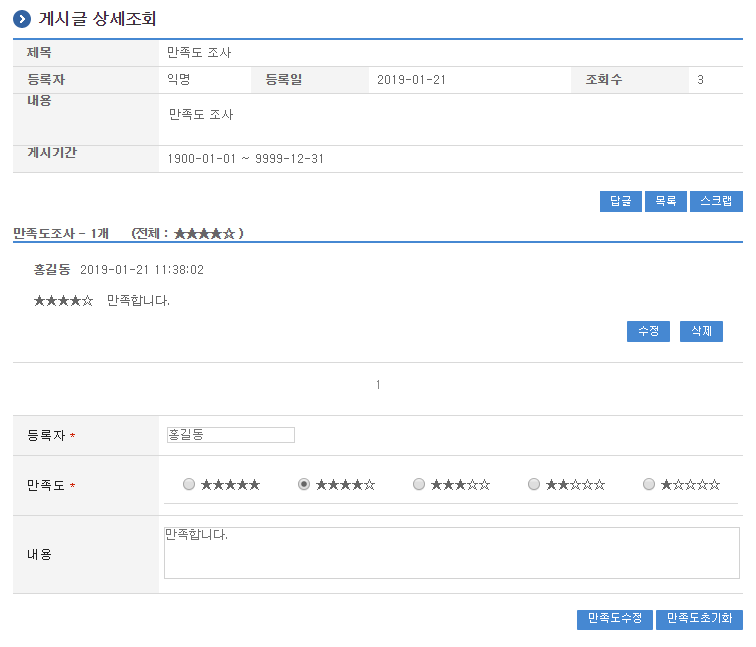 게시글 상세조회
제목 만족도 조사
등록자 익명 등록일 2019-01-21 조회수 3
내용 만족도 조사
게시기간 1900-01-01 ~ 9999-12-31
답글 목록 스크랩
만족도조사 - 1개 (전체 : ★★★★☆ )
홍길동 2019-01-21 11:38:02
★★★★☆ 만족합니다.
수정 삭제
1
등록자 * 홍길동
만족도 * ★★★★★ ★★★★☆ ★★★☆☆ ★★☆☆☆ ★☆☆☆☆
내용 만족합니다.
만족도수정 만족도초기화